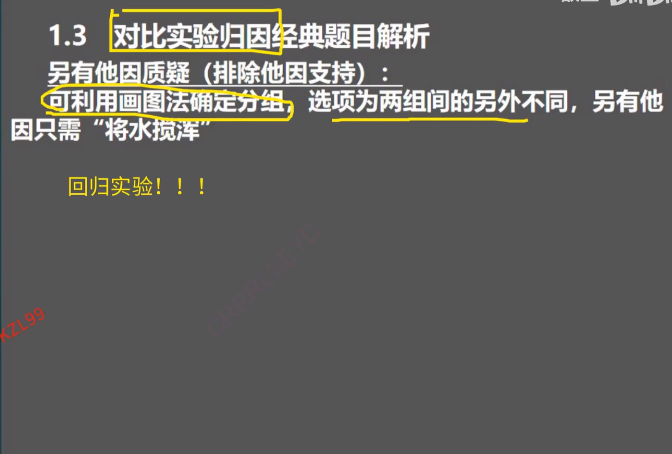 1.3 对比实验归因经典题目解析
另有他因质疑（排除他因支持）：
可利用画图法确定分组，选项为两组间的另外不同，另有他
因只需“将水搅浑”
回归实验！！！
KZL99